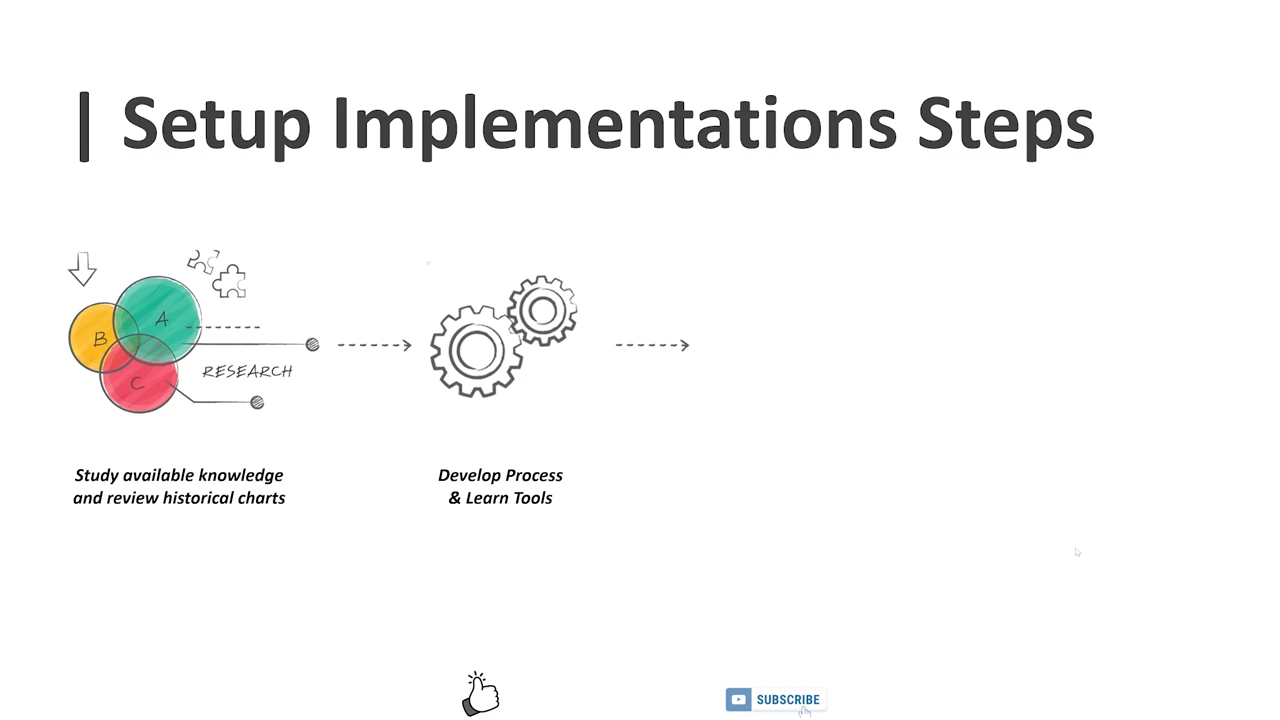 | Setup Implementations Steps
A
B
C
RESEARCH
Study available knowledge
and review historical charts
Develop Process
& Learn Tools
SUBSCRIBE